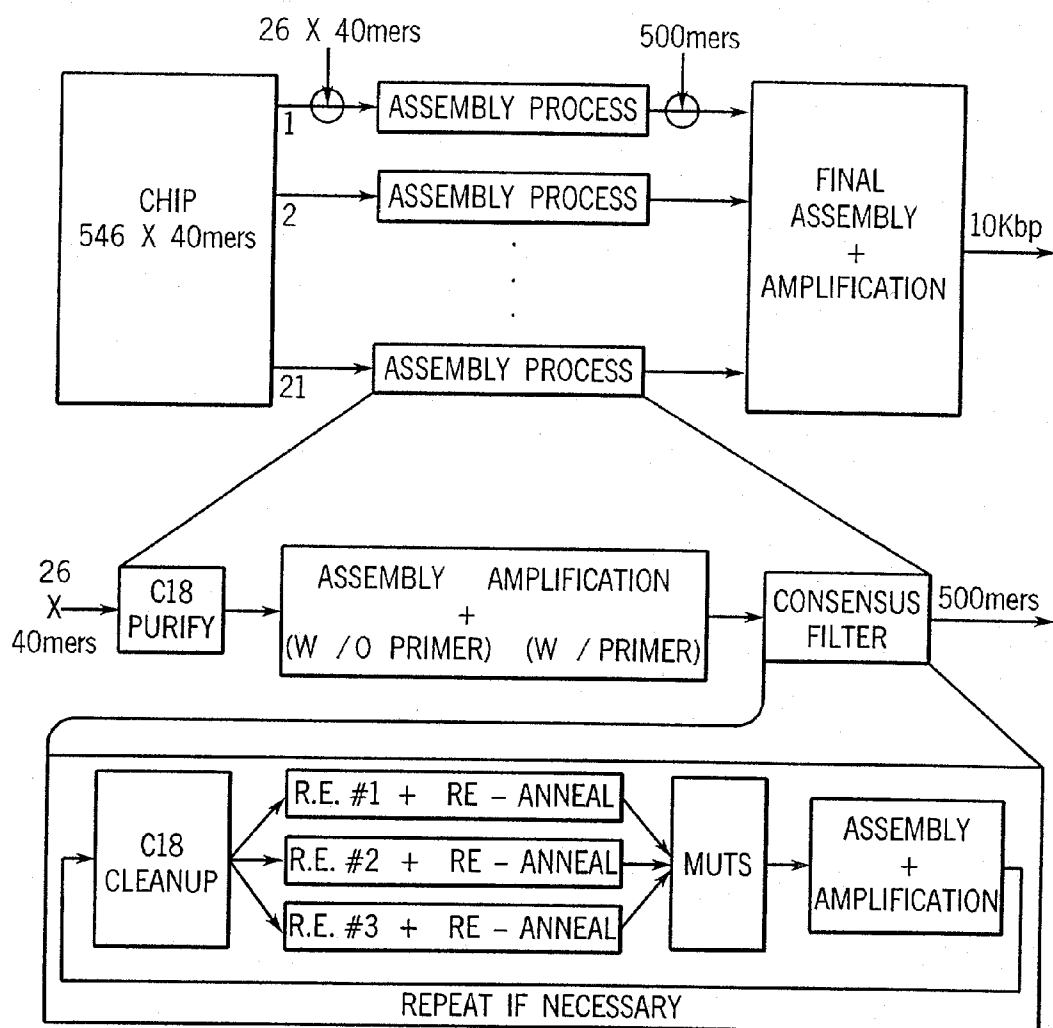 26 X 40mers
500mers
CHIP
546 X 40mers
1
ASSEMBLY PROCESS
2
ASSEMBLY PROCESS
21
ASSEMBLY PROCESS
FINAL
ASSEMBLY
+
AMPLIFICATION
10Kbp
26
X
40mers
C18
PURIFY
ASSEMBLY AMPLIFICATION
+
(W /O PRIMER) (W / PRIMER)
CONSENSUS
FILTER
500mers
C18
CLEANUP
R.E. #1 + RE - ANNEAL
R.E. #2 + RE - ANNEAL
R.E. #3 + RE - ANNEAL
MUTS
ASSEMBLY
+
AMPLIFICATION
REPEAT IF NECESSARY